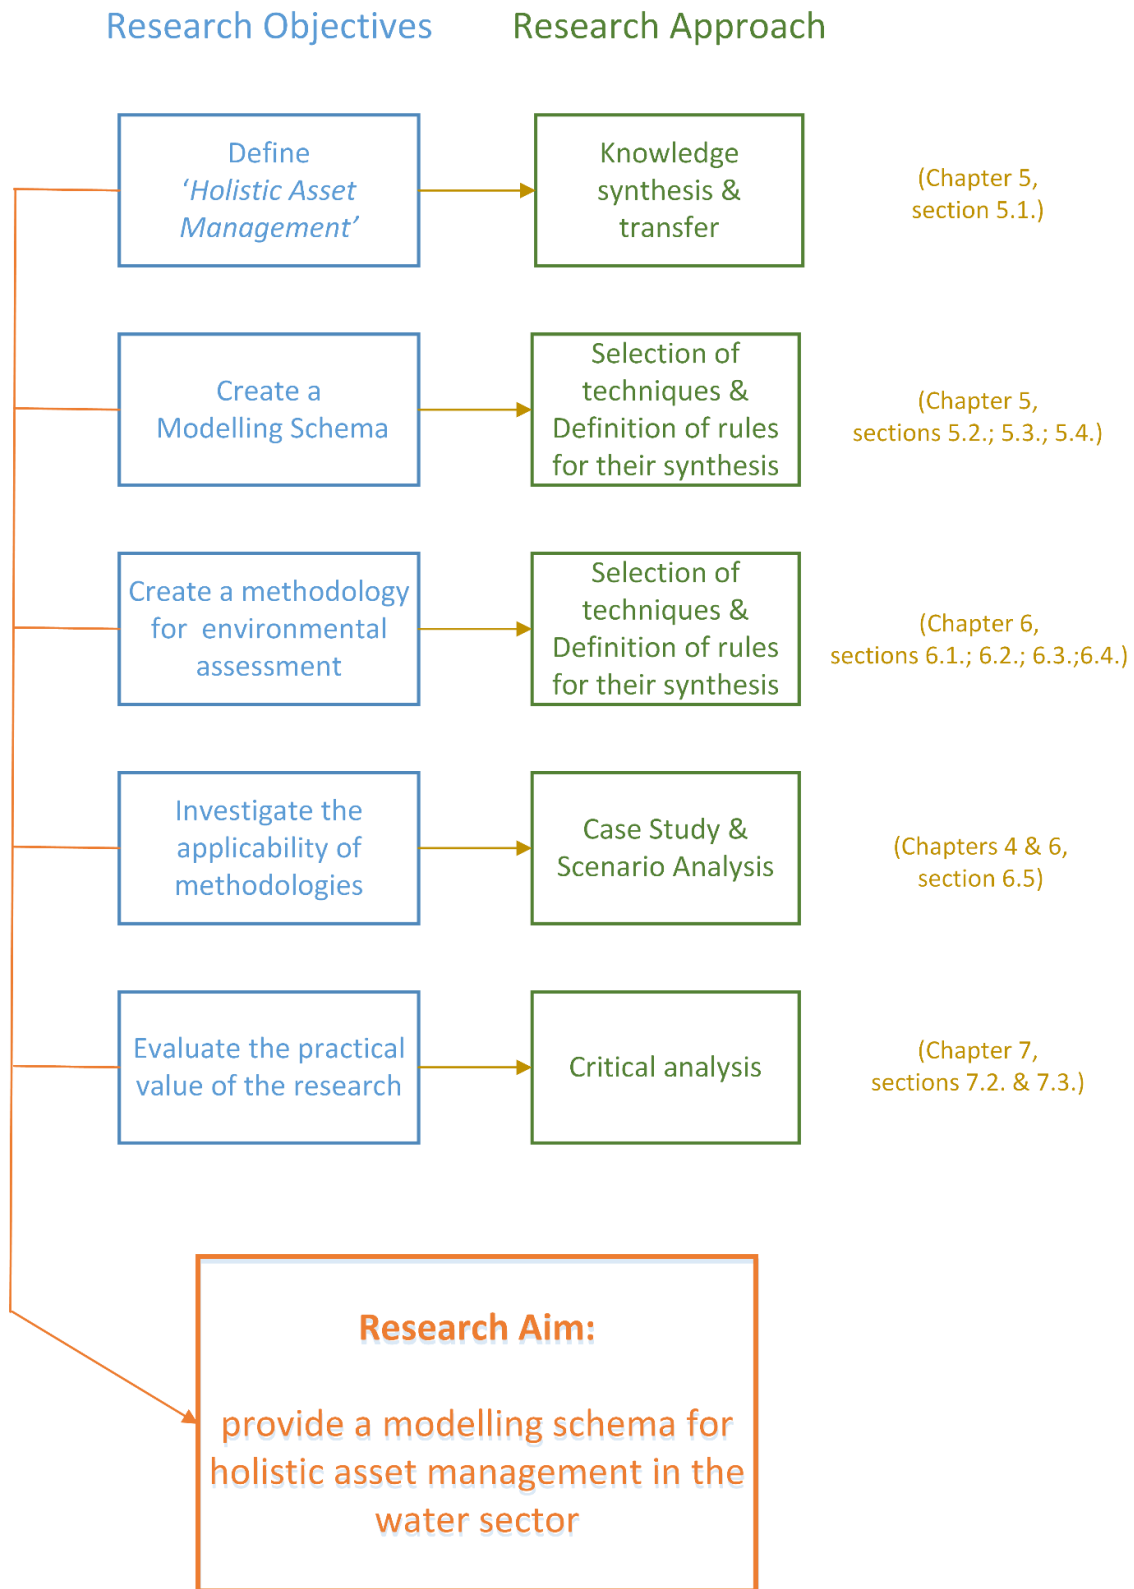 Research Objectives
Research Approach
Define
‘Holistic Asset
Management’
Knowledge
synthesis &
transfer
(Chapter 5,
section 5.1.)
Create a
Modelling Schema
Selection of
techniques &
Definition of rules
for their synthesis
(Chapter 5,
sections 5.2.; 5.3.; 5.4.)
Create a methodology
for environmental
assessment
Selection of
techniques &
Definition of rules
for their synthesis
(Chapter 6,
sections 6.1.; 6.2.; 6.3.;6.4.)
Investigate the
applicability of
methodologies
Case Study &
Scenario Analysis
(Chapters 4 & 6,
section 6.5)
Evaluate the practical
value of the research
Critical analysis
(Chapter 7,
sections 7.2. & 7.3.)
Research Aim:
provide a modelling schema for
holistic asset management in the
water sector